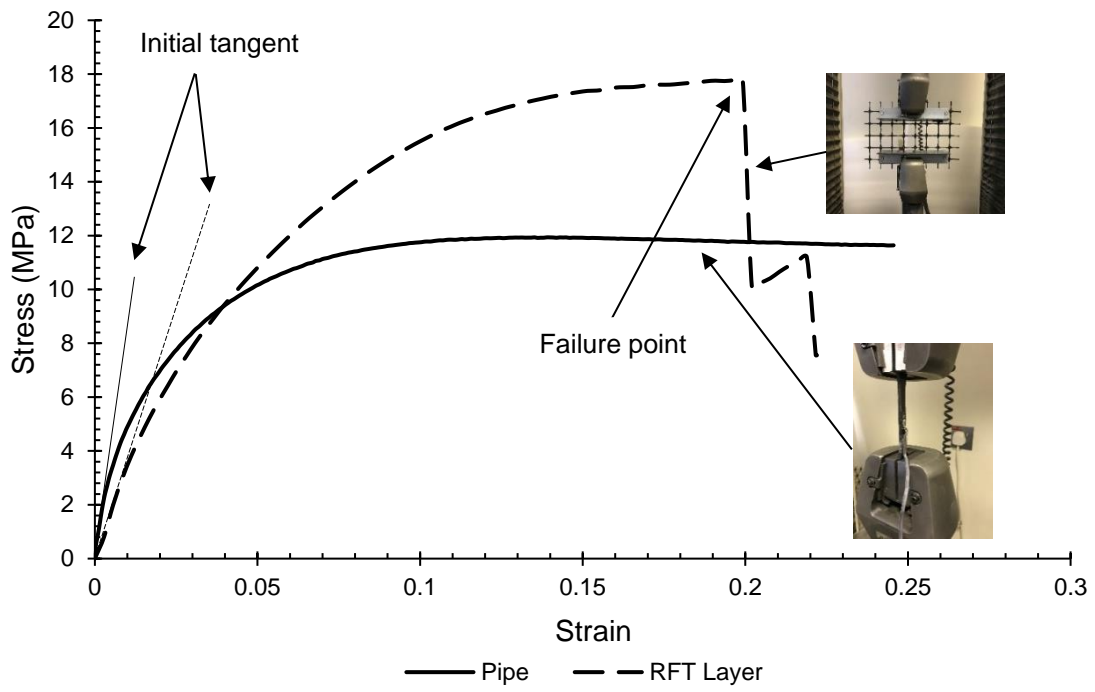 20
18
16
14
12
10
8
6
4
2
0
Stress (MPa)
Initial tangent
Failure point
0 0.05 0.1 0.15 0.2 0.25 0.3
Strain
Pipe RFT Layer